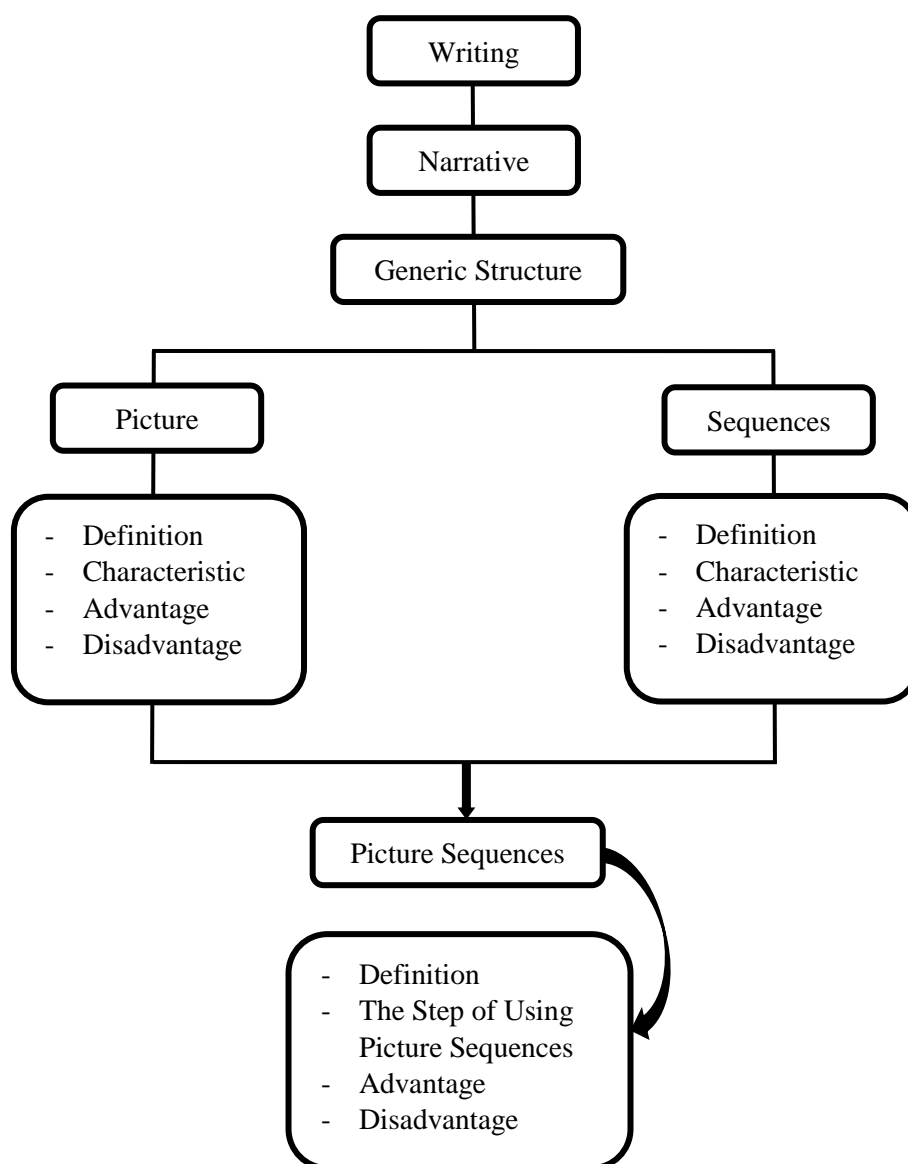 Writing
Narrative
Generic Structure
Picture
Sequences
- Definition
- Characteristic
- Advantage
- Disadvantage
- Definition
- Characteristic
- Advantage
- Disadvantage
Picture Sequences
- Definition
- The Step of Using
Picture Sequences
- Advantage
- Disadvantage